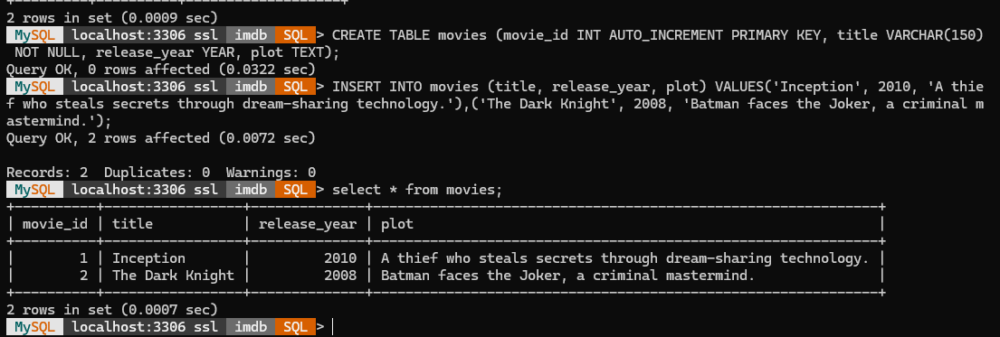 2 rows in set (0.0009 sec)
MySQL localhost:3306 ssl imdb SQL > CREATE TABLE movies (movie_id INT AUTO_INCREMENT PRIMARY KEY, title VARCHAR(150)
NOT NULL, release_year YEAR, plot TEXT);
Query OK, 0 rows affected (0.0322 sec)
MySQL localhost:3306 ssl imdb SQL > INSERT INTO movies (title, release_year, plot) VALUES('Inception', 2010, 'A thie
f who steals secrets through dream-sharing technology.'),('The Dark Knight', 2008, 'Batman faces the Joker, a criminal m
astermind.');
Query OK, 2 rows affected (0.0072 sec)
Records: 2 Duplicates: 0 Warnings: 0
MySQL localhost:3306 ssl imdb SQL > select * from movies;
+----------+-----------------+--------------+----------------------------------------------------------+
| movie_id | title | release_year | plot |
+----------+-----------------+--------------+----------------------------------------------------------+
| 1 | Inception | 2010 | A thief who steals secrets through dream-sharing technology. |
| 2 | The Dark Knight | 2008 | Batman faces the Joker, a criminal mastermind. |
+----------+-----------------+--------------+----------------------------------------------------------+
2 rows in set (0.0007 sec)
MySQL localhost:3306 ssl imdb SQL >